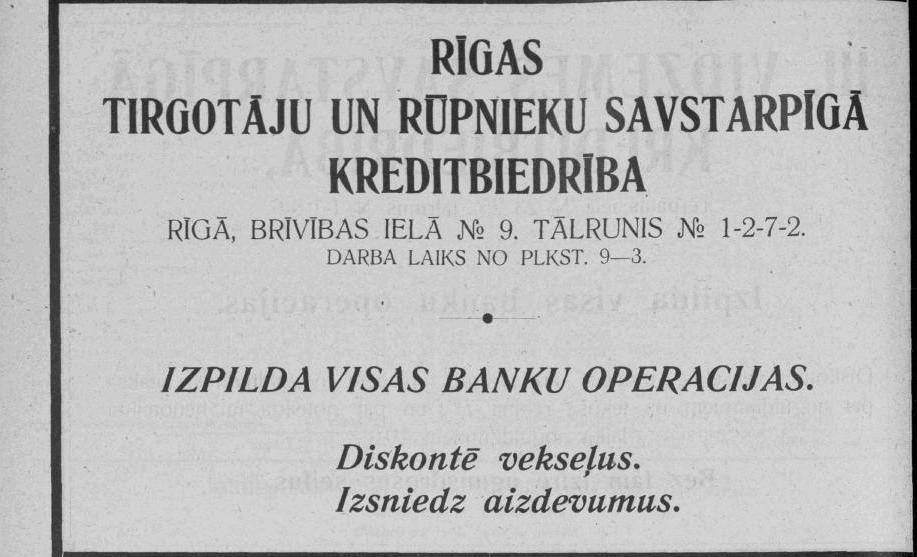 RĪGAS
TIRGOTĀJU UN RŪPNIEKU SAVSTARPĪGĀ
KREDITBIEDRĪBA
RĪGĀ, BRĪVĪBAS IELĀ № 9. TĀLRUNIS № 1-2-7-2.
DARBA LAIKS NO PLKST. 9—3.
IZPILDA VISAS BANKU OPERACIJAS.
Diskontē vekseļus.
Izsniedz aizdevumus.